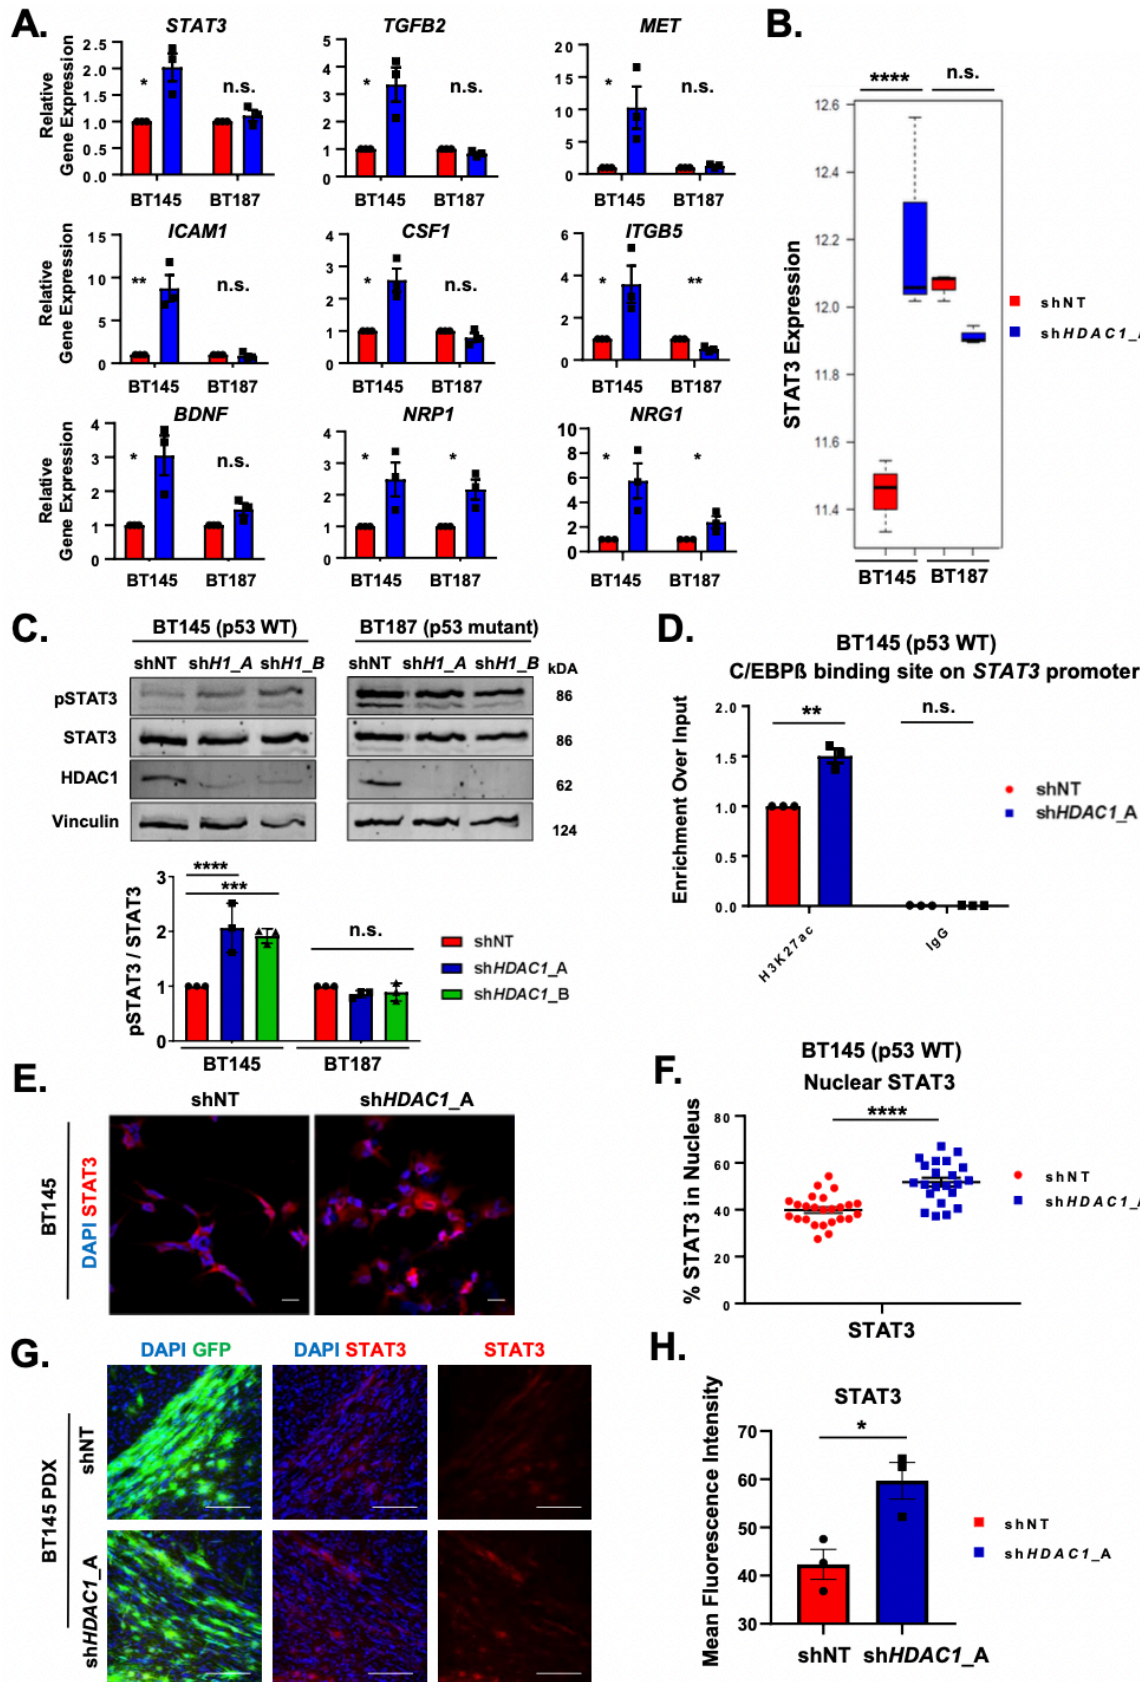 A.
STAT3
TGFB2
MET
Relative
Gene Expression
2.5
2.0
1.5
1.0
0.5
0.0
*
n.s.
BT145
BT187
5
4
3
2
1
0
*
n.s.
BT145
BT187
20
15
10
5
0
*
n.s.
BT145
BT187
ICAM1
CSF1
ITGB5
Relative
Gene Expression
15
10
5
0
**
n.s.
BT145
BT187
4
3
2
1
0
*
n.s.
BT145
BT187
6
4
2
0
*
**
BT145
BT187
BDNF
NRP1
NRG1
Relative
Gene Expression
4
3
2
1
0
*
n.s.
BT145
BT187
4
3
2
1
0
*
*
BT145
BT187
10
8
6
4
2
0
*
*
BT145
BT187
B.
****
n.s.
STAT3 Expression
12.6
12.4
12.2
12.0
11.8
11.6
11.4
BT145
BT187
shNT
shHDAC1_
C.
BT145 (p53 WT)
BT187 (p53 mutant)
shNT shH1_A shH1_B
shNT shH1_A shH1_B
kDA
pSTAT3
86
STAT3
86
HDAC1
62
Vinculin
124
pSTAT3 / STAT3
3
2
1
0
****
***
n.s.
BT145
BT187
shNT
shHDAC1_A
shHDAC1_B
D.
BT145 (p53 WT)
C/EBPß binding site on STAT3 promoter
Enrichment Over Input
2.0
1.5
1.0
0.5
0.0
**
n.s.
H3K27ac
IgG
shNT
shHDAC1_A
E.
shNT
shHDAC1_A
BT145
DAPI STAT3
F.
BT145 (p53 WT)
Nuclear STAT3
% STAT3 in Nucleus
80
60
40
20
0
****
STAT3
shNT
shHDAC1_
G.
DAPI GFP
DAPI STAT3
STAT3
BT145 PDX
shNT
shHDAC1_A
H.
STAT3
Mean Fluorescence Intensity
70
60
50
40
30
*
shNT
shHDAC1_A
shNT
shHDAC1_A